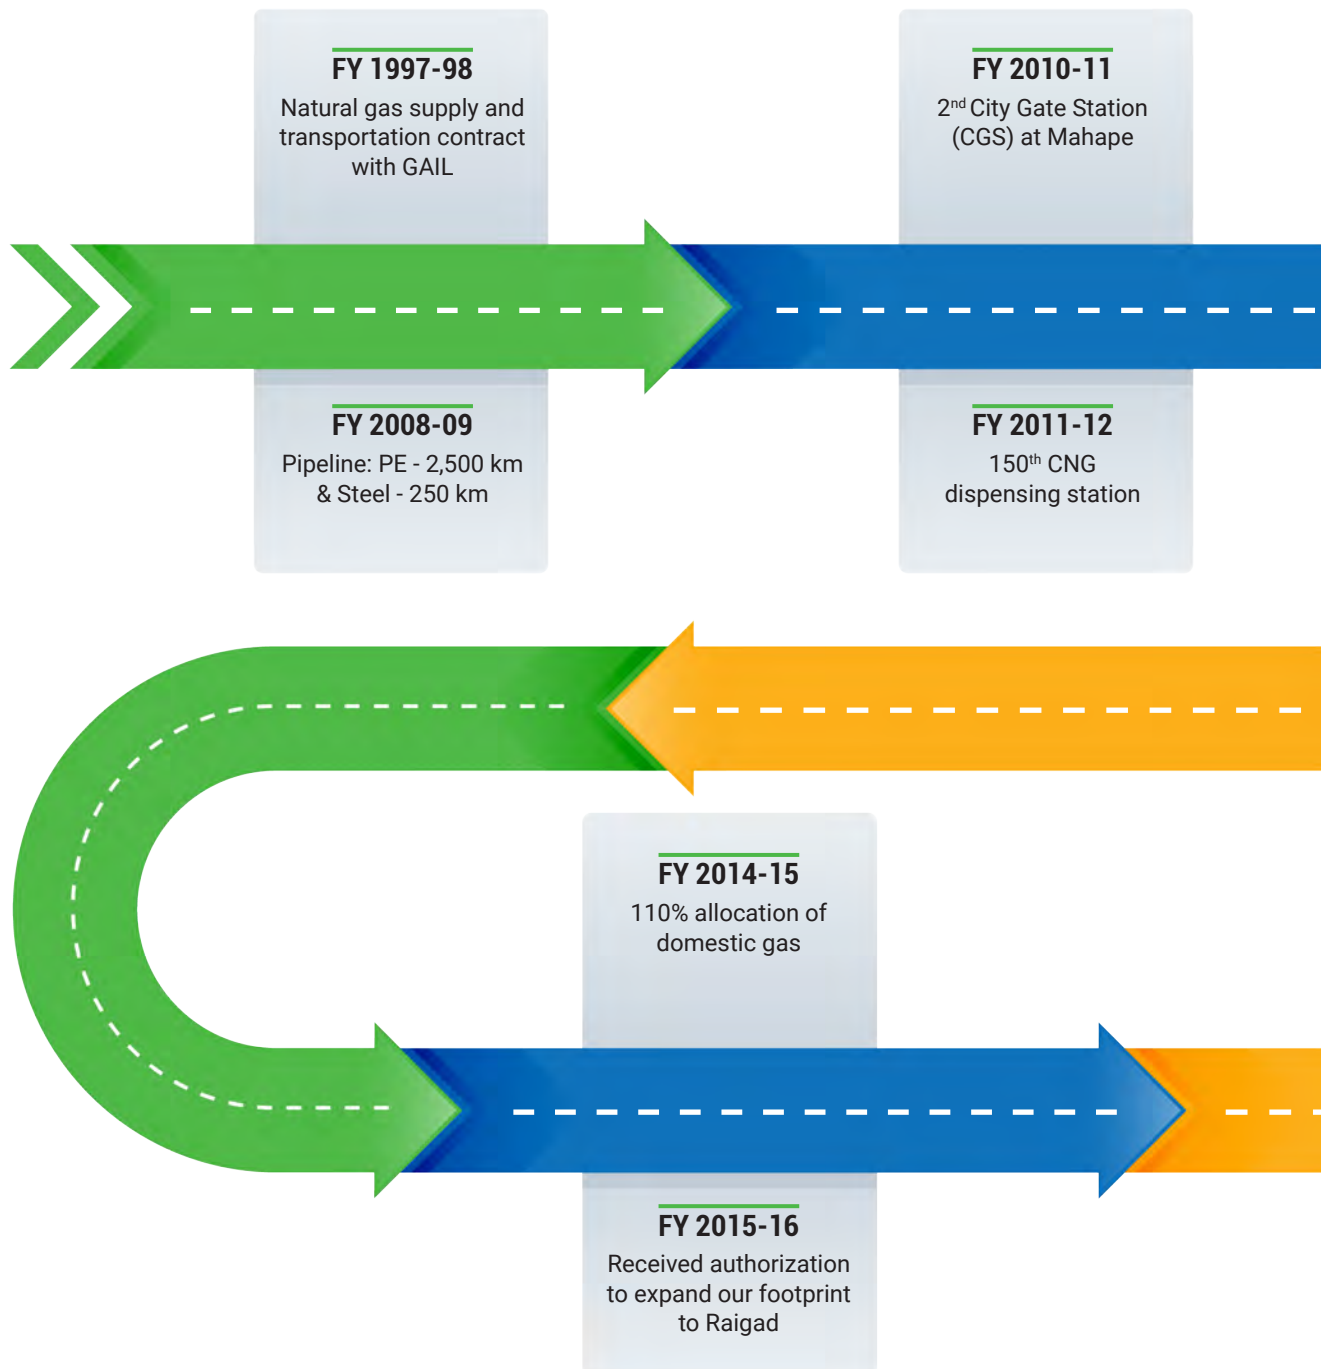 FY 1997-98
Natural gas supply and
transportation contract
with GAIL
FY 2008-09
Pipeline: PE - 2,500 km
& Steel - 250 km
FY 2010-11
2nd City Gate Station
(CGS) at Mahape
FY 2011-12
150th CNG
dispensing station
FY 2014-15
110% allocation of
domestic gas
FY 2015-16
Received authorization
to expand our footprint
to Raigad